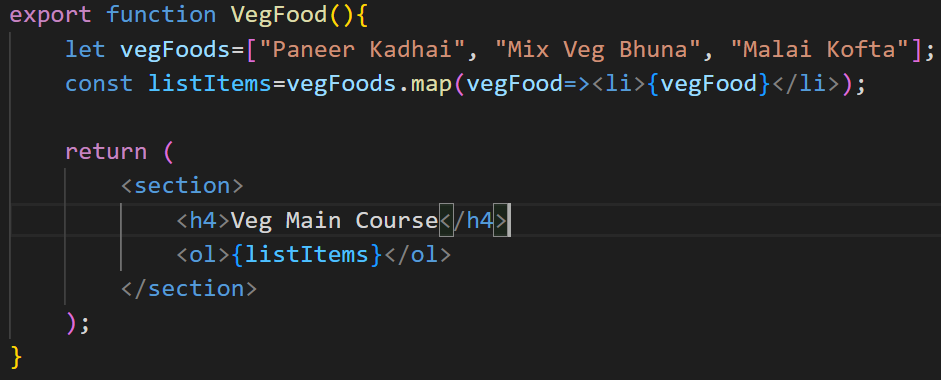 export function VegFood(){
let vegFoods=["Paneer Kadhai", "Mix Veg Bhuna", "Malai Kofta"];
const listItems=vegFoods.map(vegFood=><li>{vegFood}</li>);
return (
<section>
<h4>Veg Main Course</h4>
<ol>{listItems}</ol>
</section>
);
}